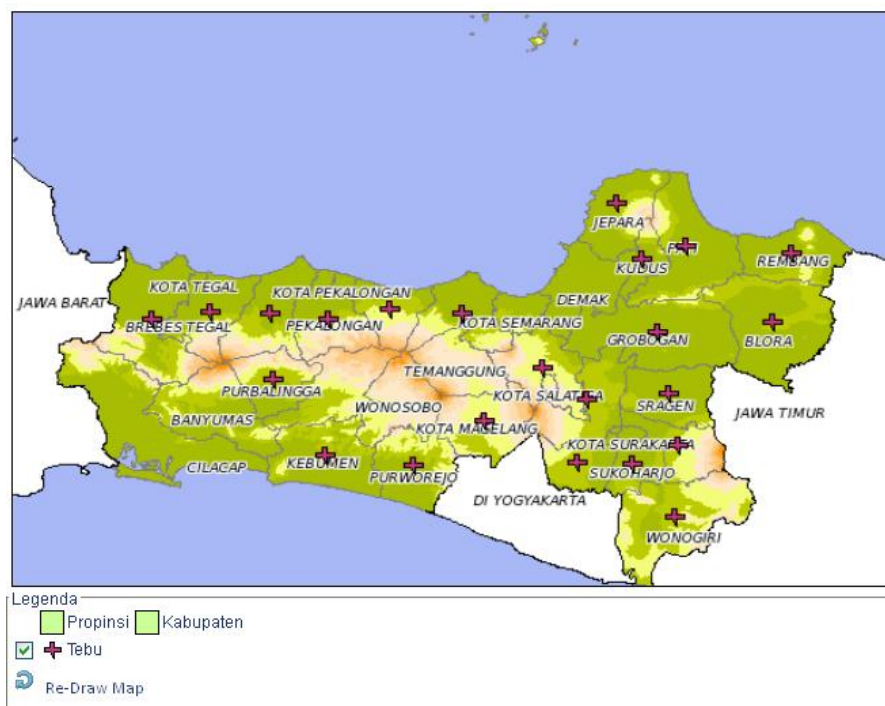 JEPARA
PATI
KUDUS
REMBANG
KOTA TEGAL
KOTA PEKALONGAN
JAWA BARAT
DEMAK
BREBES TEGAL
PEKALONGAN
KOTA SEMARANG
GROBOGAN
BLORA
TEMANGGUNG
PURBALINGGA
KOTA SALATIGA
WONOSOBO
SRAGEN
JAWA TIMUR
BANYUMAS
KOTA MAGELANG
KOTA SURAKARTA
CILACAP
KEBUMEN
PURWOREJO
SUKOHARJO
DI YOGYAKARTA
WONOGIRI
Legenda
Propinsi Kabupaten
Tebu
Re-Draw Map